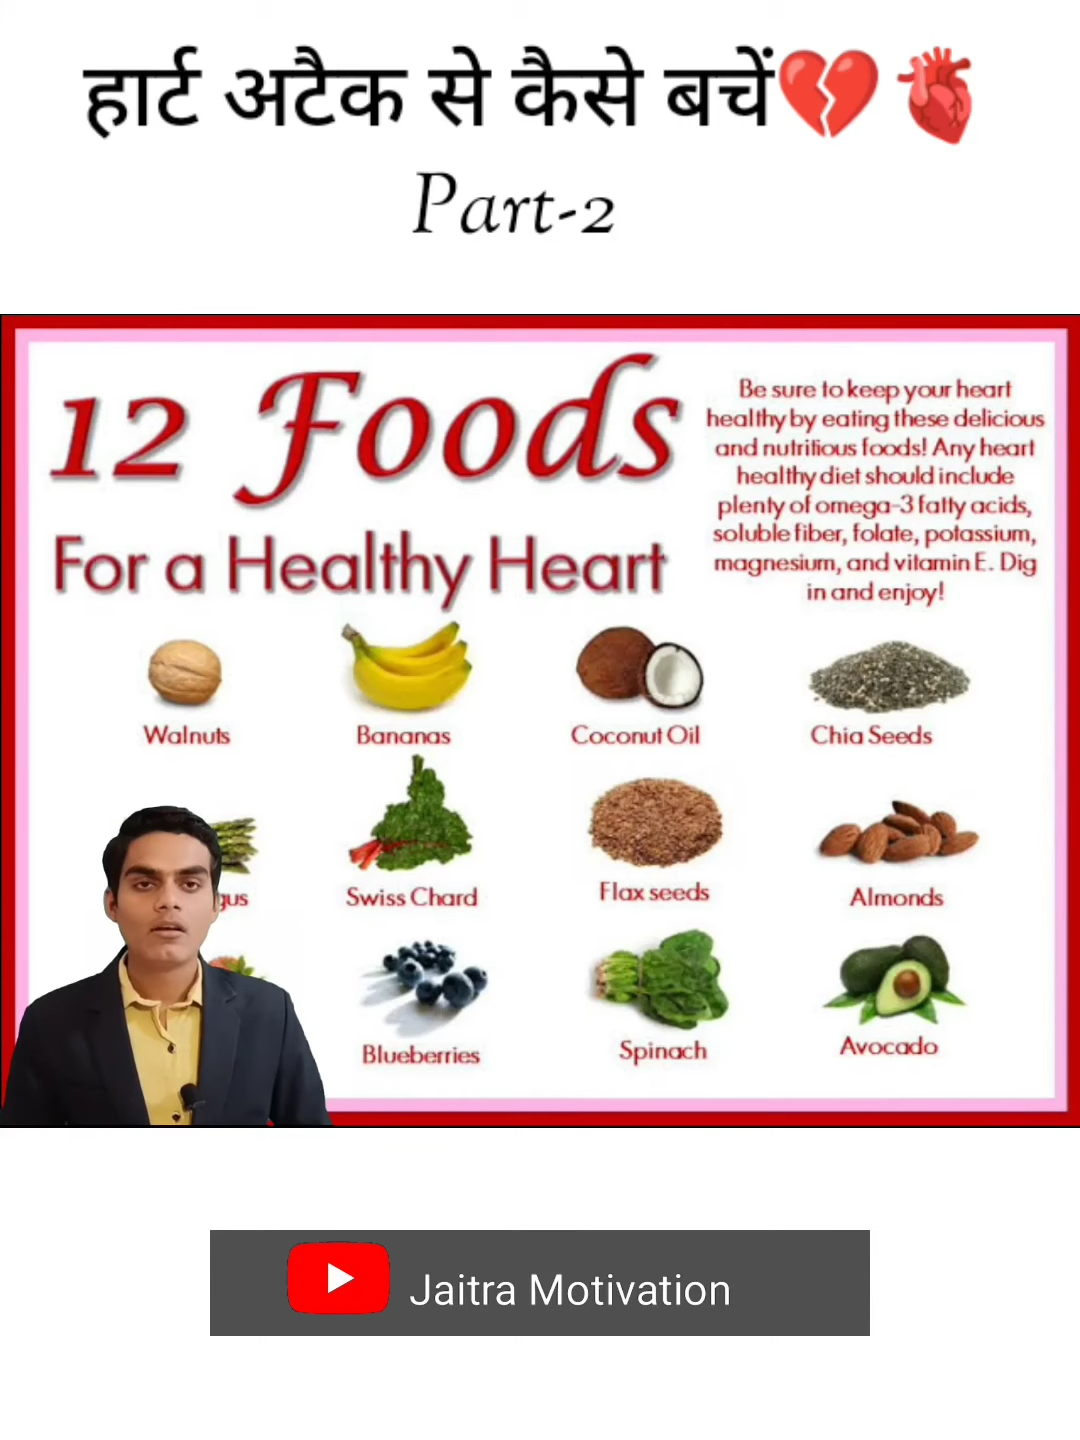 हार्ट अटैक से कैसे बचें
Part-2
12 Foods
For a Healthy Heart
Be sure to keep your heart
healthy by eating these delicious
and nutritious foods! Any heart
healthy diet should include
plenty of omega-3 fatty acids,
soluble fiber, folate, potassium,
magnesium, and vitamin E. Dig
in and enjoy!
Walnuts
Bananas
Coconut Oil
Chia Seeds
gus
Swiss Chard
Flax seeds
Almonds
Blueberries
Spinach
Avocado
Jaitra Motivation